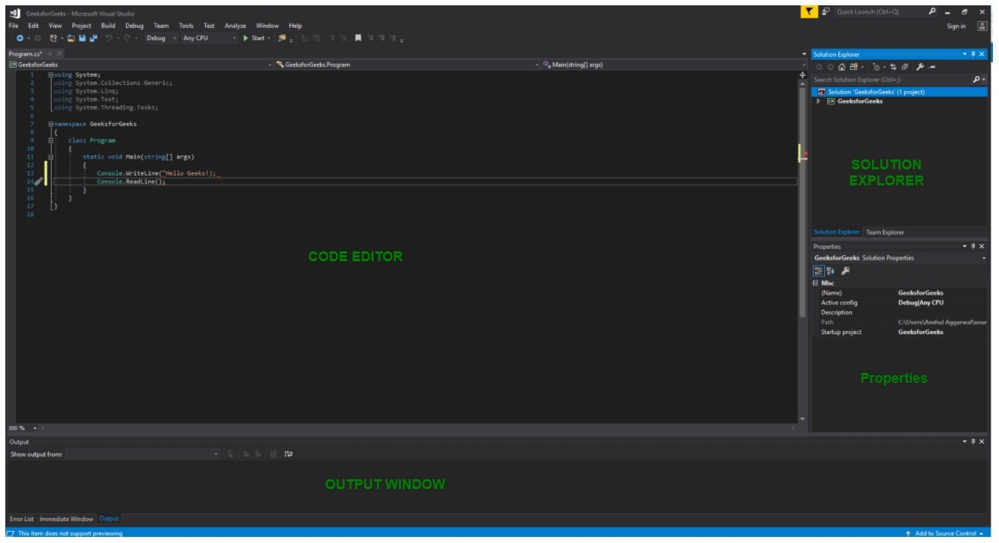 GeeksforGeeks - Microsoft Visual Studio
Quick Launch (Ctrl+Q)
File Edit View Project Build Debug Team Tools Test Analyze Window Help
Sign in
Debug Any CPU Start
Program.cs*
GeeksforGeeks GeeksforGeeks.Program Main(string[] args)
1 using System;
2 using System.Collections.Generic;
3 using System.Linq;
4 using System.Text;
5 using System.Threading.Tasks;
6
7 namespace GeeksforGeeks
8 {
9 class Program
10 {
11 static void Main(string[] args)
12 {
13 Console.WriteLine("Hello Geeks!);
14 Console.ReadLine();
15 }
16 }
17 }
18
CODE EDITOR
100 %
Solution Explorer
Search Solution Explorer (Ctrl+;)
Solution 'GeeksforGeeks' (1 project)
GeeksforGeeks
SOLUTION
EXPLORER
Solution Explorer Team Explorer
Properties
GeeksforGeeks Solution Properties
Misc
(Name) GeeksforGeeks
Active config Debug|Any CPU
Description
Path C:\Users\Anshul Aggarwal\sour
Startup project GeeksforGeeks
Properties
Output
Show output from:
OUTPUT WINDOW
Error List Immediate Window Output
This item does not support previewing
Add to Source Control